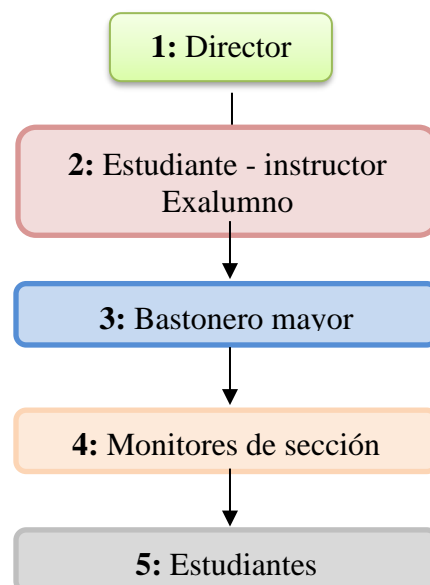 1: Director
2: Estudiante - instructor
Exalumno
3: Bastonero mayor
4: Monitores de sección
5: Estudiantes